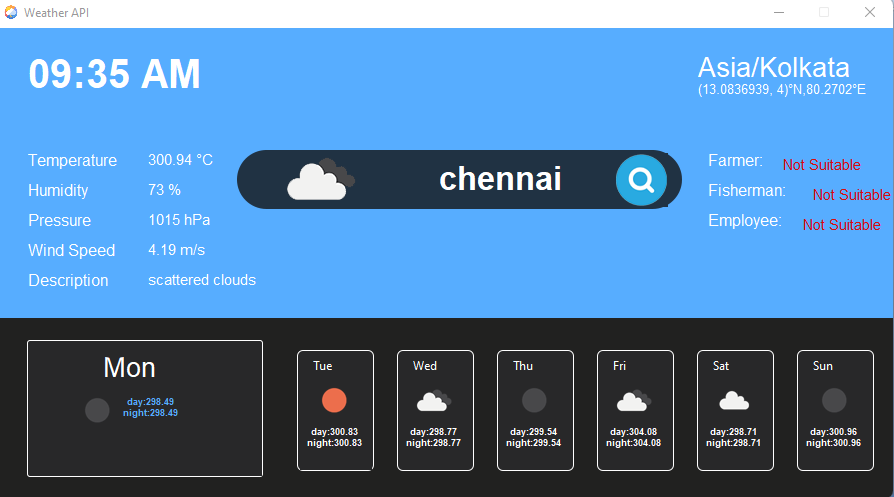 Weather API
09:35 AM
Asia/Kolkata
(13.0836939, 4)°N,80.2702°E
Temperature 300.94 °C
Humidity 73 %
Pressure 1015 hPa
Wind Speed 4.19 m/s
Description scattered clouds
chennai
Farmer: Not Suitable
Fisherman: Not Suitable
Employee: Not Suitable
Mon
day:298.49
night:298.49
Tue
day:300.83
night:300.83
Wed
day:298.77
night:298.77
Thu
day:299.54
night:299.54
Fri
day:304.08
night:304.08
Sat
day:298.71
night:298.71
Sun
day:300.96
night:300.96